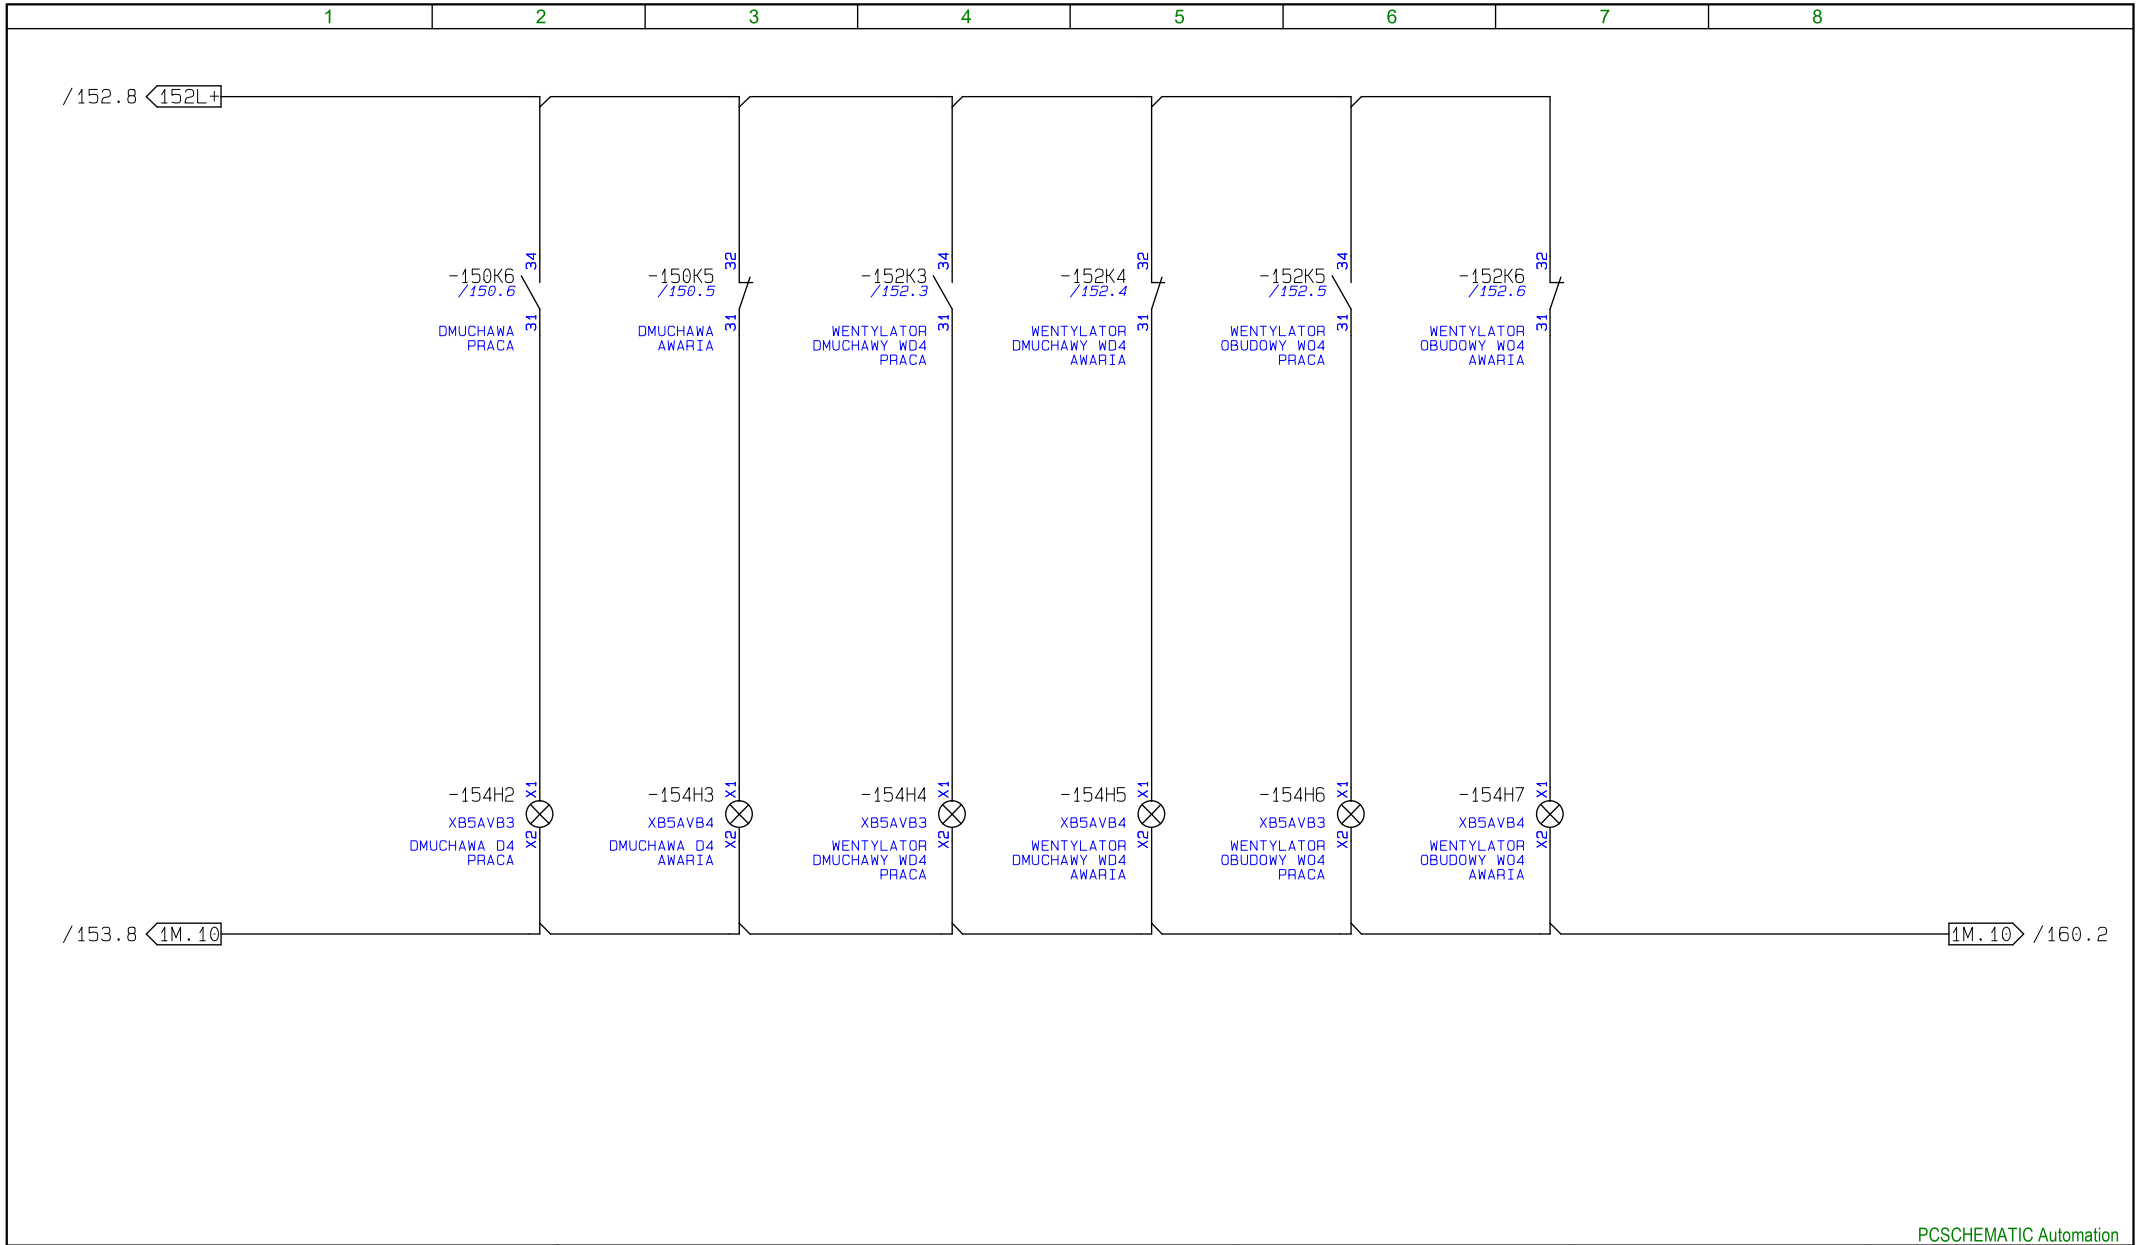 1 2 3 4 5 6 7 8
/152.8 152L+
34 32 34 32 34 32
-150K6 -150K5 -152K3 -152K4 -152K5 -152K6
/150.6 /150.5 /152.3 /152.4 /152.5 /152.6
31 31 31 31 31 31
DMUCHAWA DMUCHAWA WENTYLATOR WENTYLATOR WENTYLATOR WENTYLATOR
PRACA AWARIA DMUCHAWY WD4 DMUCHAWY WD4 OBUDOWY WO4 OBUDOWY WO4
PRACA AWARIA PRACA AWARIA
X1 X1 X1 X1 X1 X1
-154H2 -154H3 -154H4 -154H5 -154H6 -154H7
XB5AVB3 XB5AVB4 XB5AVB3 XB5AVB4 XB5AVB3 XB5AVB4
X2 X2 X2 X2 X2 X2
DMUCHAWA D4 DMUCHAWA D4 WENTYLATOR WENTYLATOR WENTYLATOR WENTYLATOR
PRACA AWARIA DMUCHAWY WD4 DMUCHAWY WD4 OBUDOWY WO4 OBUDOWY WO4
PRACA AWARIA PRACA AWARIA
/153.8 1M.10 1M.10 /160.2
PCSCHEMATIC Automation